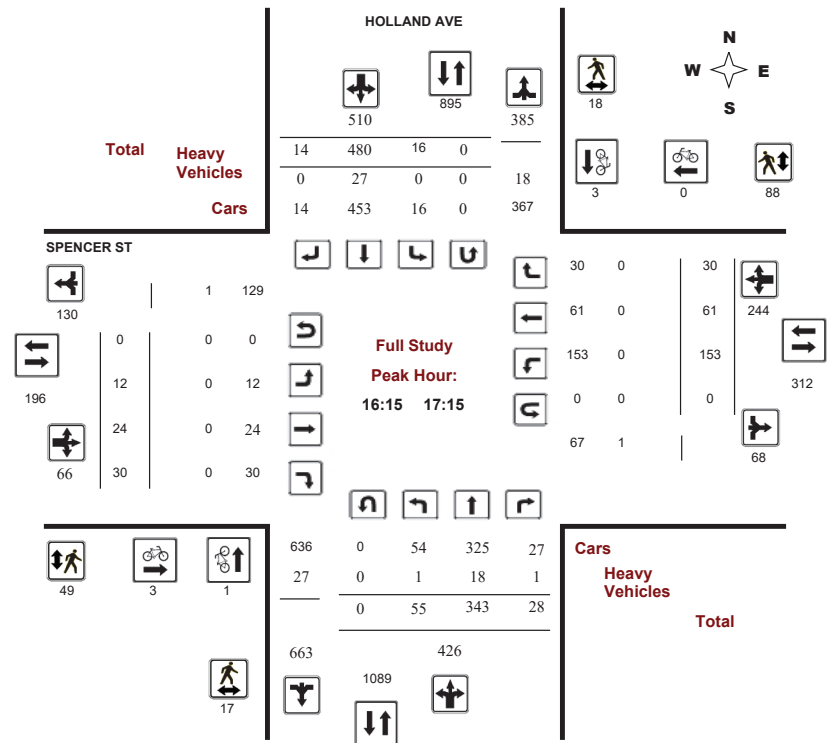 HOLLAND AVE
N
W E
S
895
18
510 385
Total Heavy Vehicles
14 480 16 0
0 27 0 0 18
3 0 88
Cars 14 453 16 0 367
SPENCER ST
30 0 30
1 129
130
61 0 61 244
0 0 0
Full Study
153 0 153
196
12 0 12
Peak Hour:
312
16:15 17:15
0 0 0
24 0 24
67 1
68
66 30 0 30
636 0 54 325 27
Cars
27 0 1 18 1
Heavy
Vehicles
49 3 1
0 55 343 28
Total
663 426
1089
17